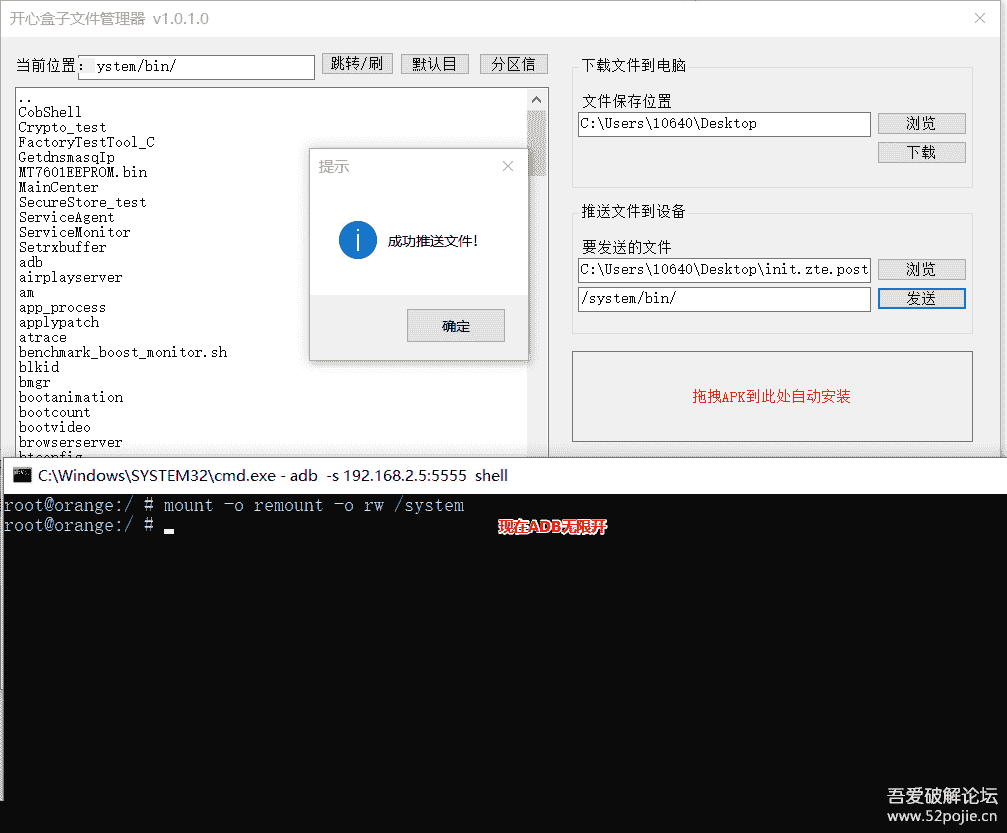 开心盒子文件管理器 v1.0.1.0
当前位置: ystem/bin/
跳转/刷
默认目
分区信
..
CobShell
Crypto_test
FactoryTestTool_C
GetdnsmasqIp
MT7601EEPROM.bin
MainCenter
SecureStore_test
ServiceAgent
ServiceMonitor
Setrxbuffer
adb
airplayserver
am
app_process
applypatch
atrace
benchmark_boost_monitor.sh
blkid
bmgr
bootanimation
bootcount
bootvideo
browserserver
btconfig
提示
成功推送文件!
确定
下载文件到电脑
文件保存位置
C:\Users\10640\Desktop
浏览
下载
推送文件到设备
要发送的文件
C:\Users\10640\Desktop\init.zte.post
浏览
/system/bin/
发送
拖拽APK到此处自动安装
C:\Windows\SYSTEM32\cmd.exe - adb -s 192.168.2.5:5555 shell
root@orange:/ # mount -o remount -o rw /system
root@orange:/ #
现在ADB无限开
吾爱破解论坛
www.52pojie.cn